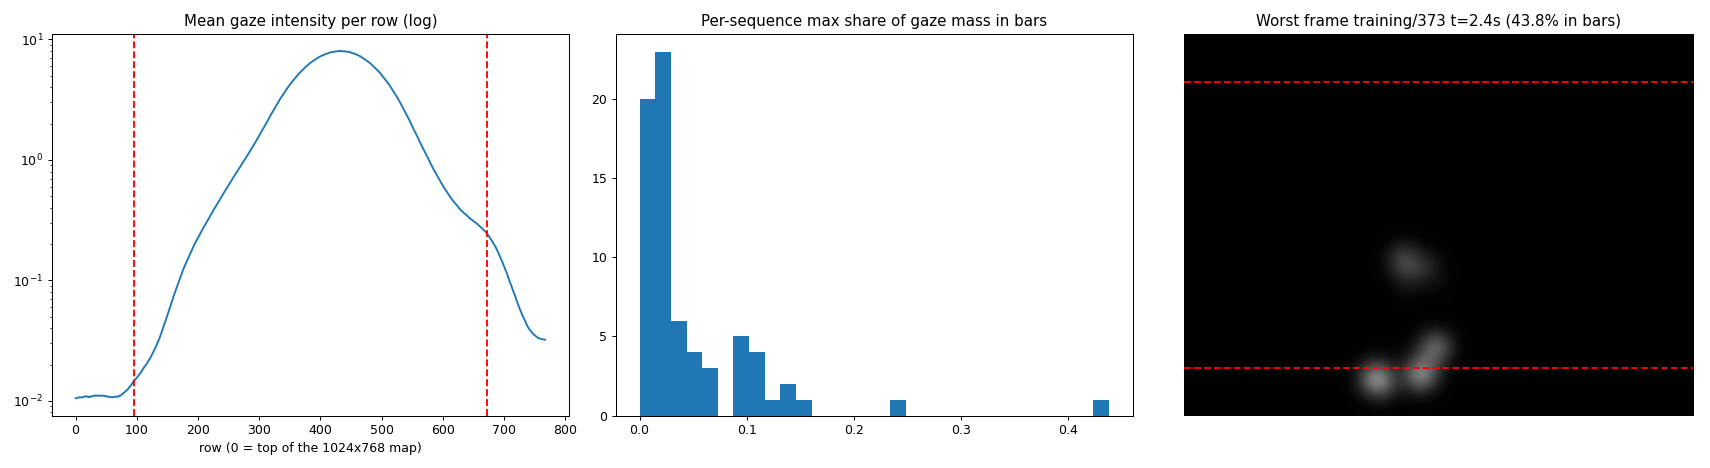 Mean gaze intensity per row (log)
10¹
10⁰
10⁻¹
10⁻²
0 100 200 300 400 500 600 700 800
row (0 = top of the 1024x768 map)
Per-sequence max share of gaze mass in bars
20
15
10
5
0
0.0 0.1 0.2 0.3 0.4
Worst frame training/373 t=2.4s (43.8% in bars)